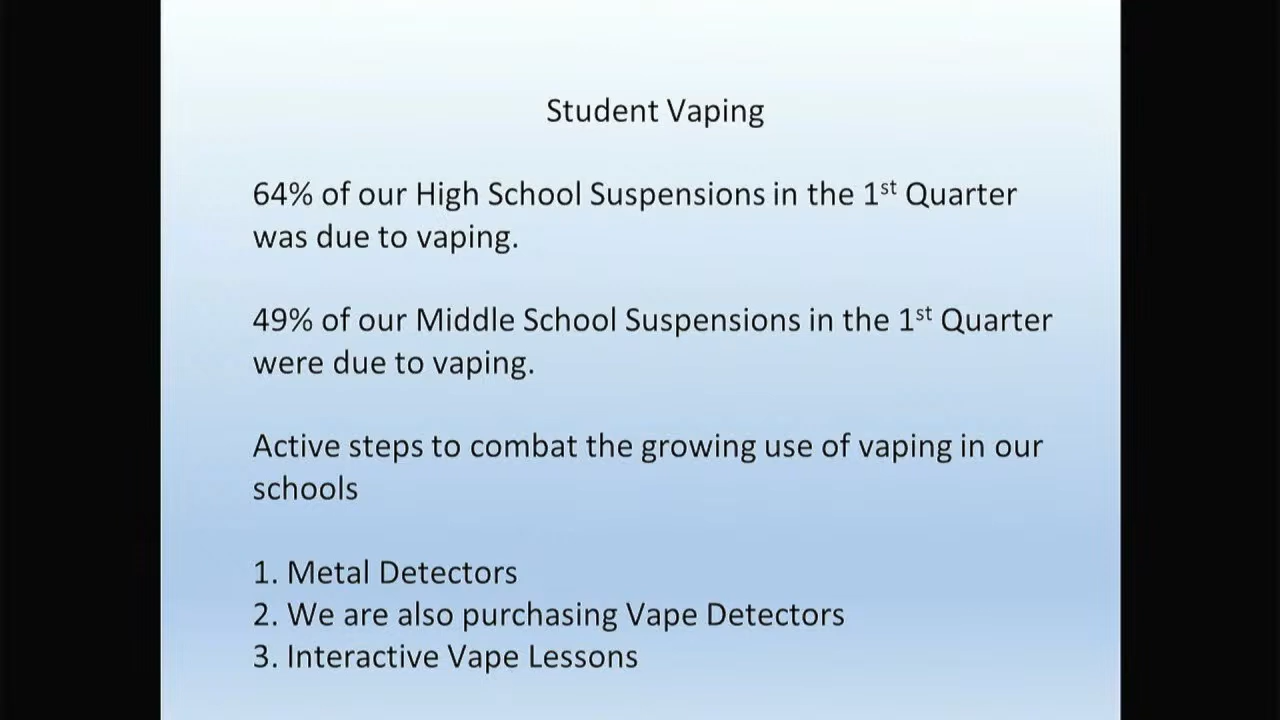 Student Vaping
64% of our High School Suspensions in the 1st Quarter
was due to vaping.
49% of our Middle School Suspensions in the 1st Quarter
were due to vaping.
Active steps to combat the growing use of vaping in our
schools
1. Metal Detectors
2. We are also purchasing Vape Detectors
3. Interactive Vape Lessons